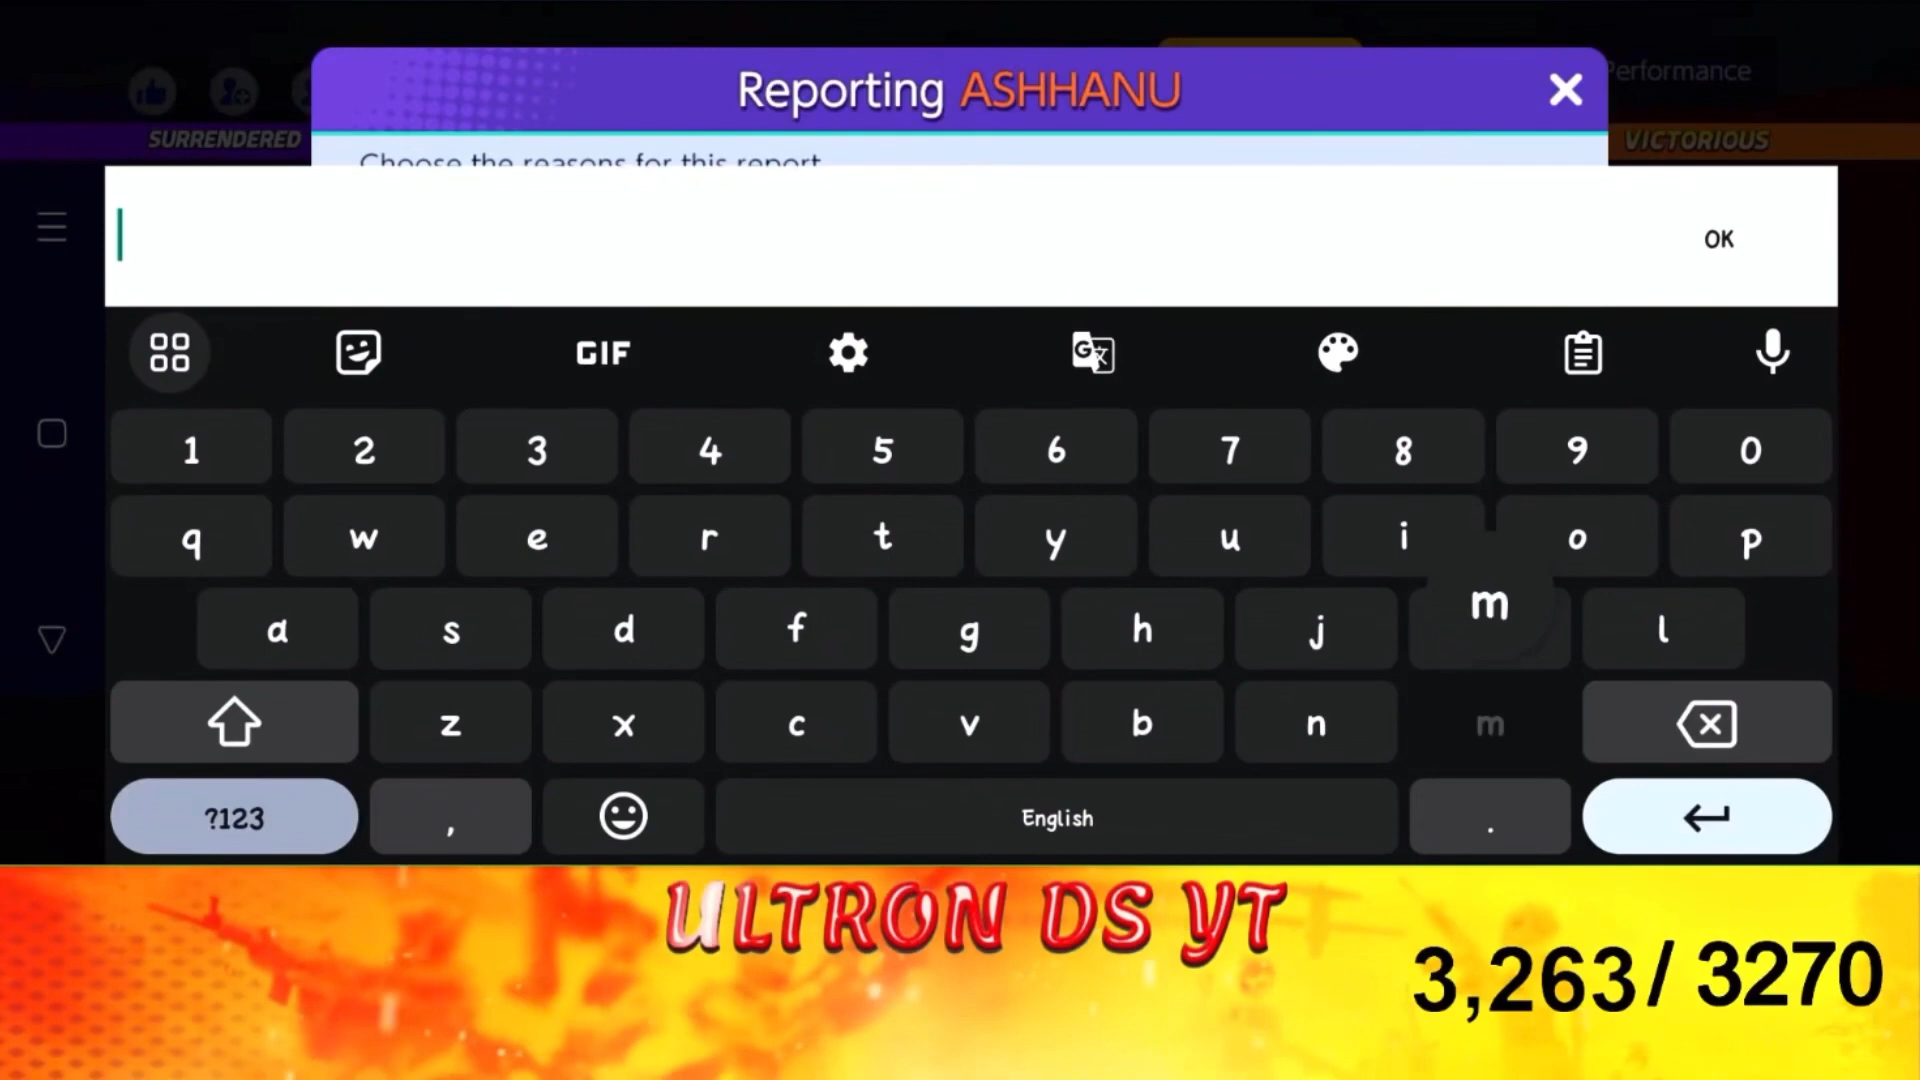 Reporting ASHHANU
Performance
SURRENDERED
VICTORIOUS
Choose the reasons for this report
OK
GIF
1 2 3 4 5 6 7 8 9 0
q w e r t y u i o p
a s d f g h j m l
z x c v b n m
?123 , English .
ULTRON DS YT
3,263/ 3270